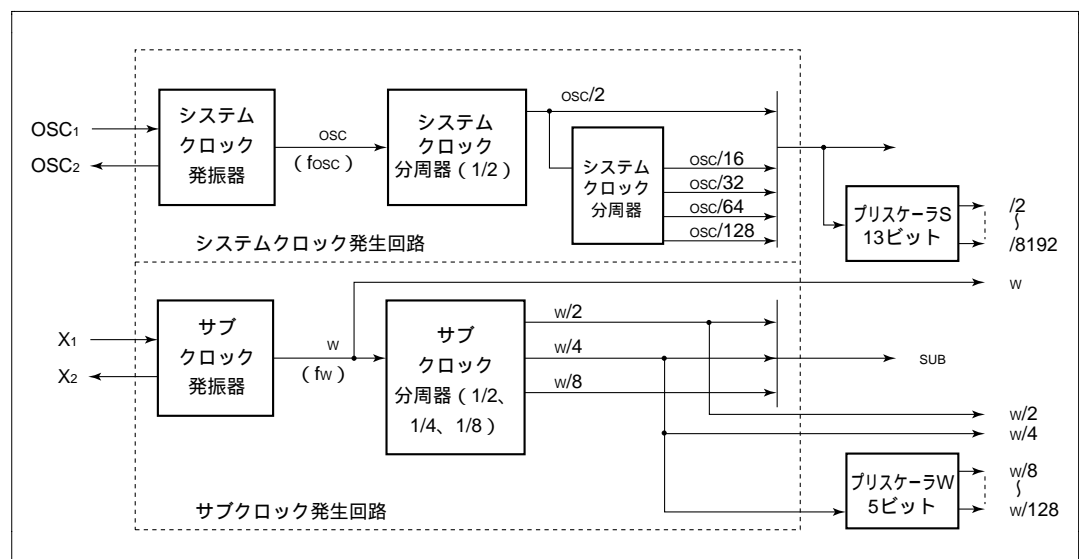 OSC1
OSC2
システム
クロック
発振器
OSC
(fosc)
システム
クロック
分周器(1/2)
OSC/2
システム
クロック
分周器
OSC/16
OSC/32
OSC/64
OSC/128
プリスケーラS
13ビット
/2
~
/8192
システムクロック発生回路
X1
X2
サブ
クロック
発振器
W
(fw)
サブ
クロック
分周器(1/2、
1/4、1/8)
W/2
W/4
W/8
W
SUB
W/2
W/4
プリスケーラW
5ビット
W/8
~
W/128
サブクロック発生回路